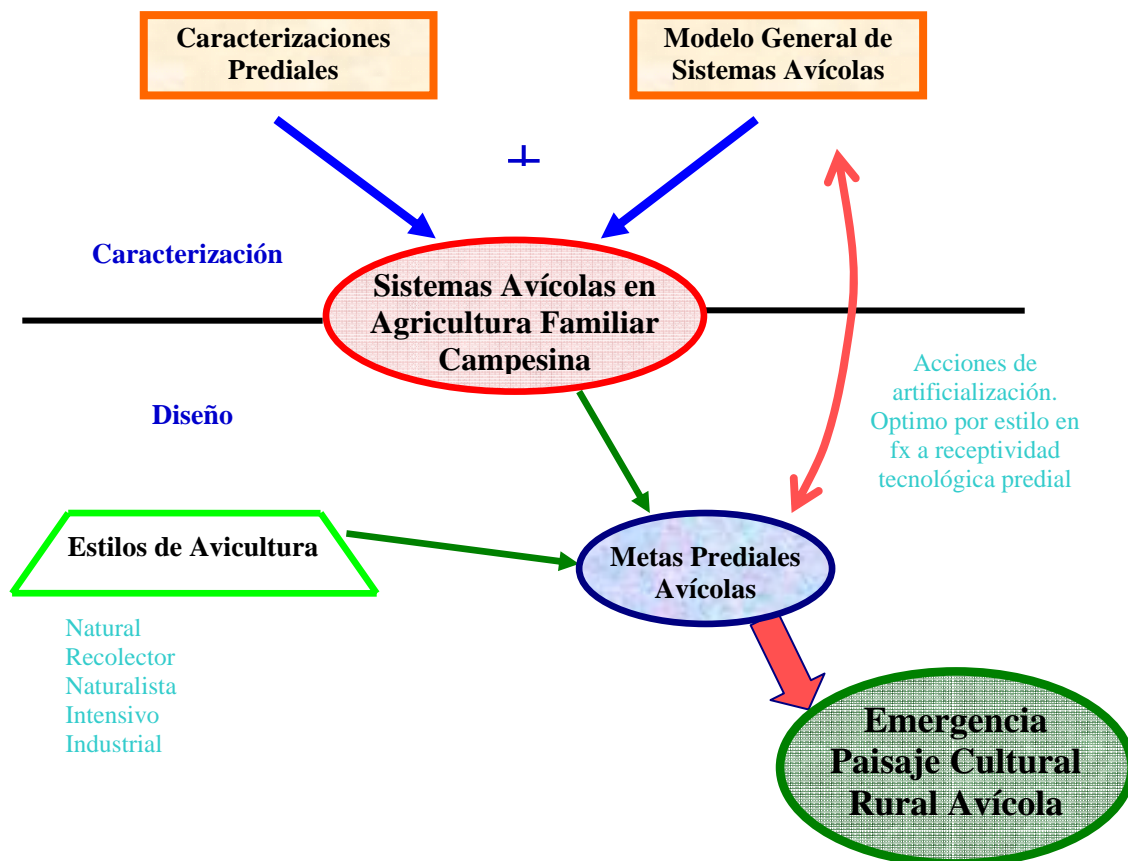 Caracterizaciones
Prediales
Modelo General de
Sistemas Avícolas
+
Caracterización
Sistemas Avícolas en
Agricultura Familiar
Campesina
Diseño
Acciones de
artificialización.
Optimo por estilo en
fx a receptividad
tecnológica predial
Estilos de Avicultura
Metas Prediales
Avícolas
Natural
Recolector
Naturalista
Intensivo
Industrial
Emergencia
Paisaje Cultural
Rural Avícola